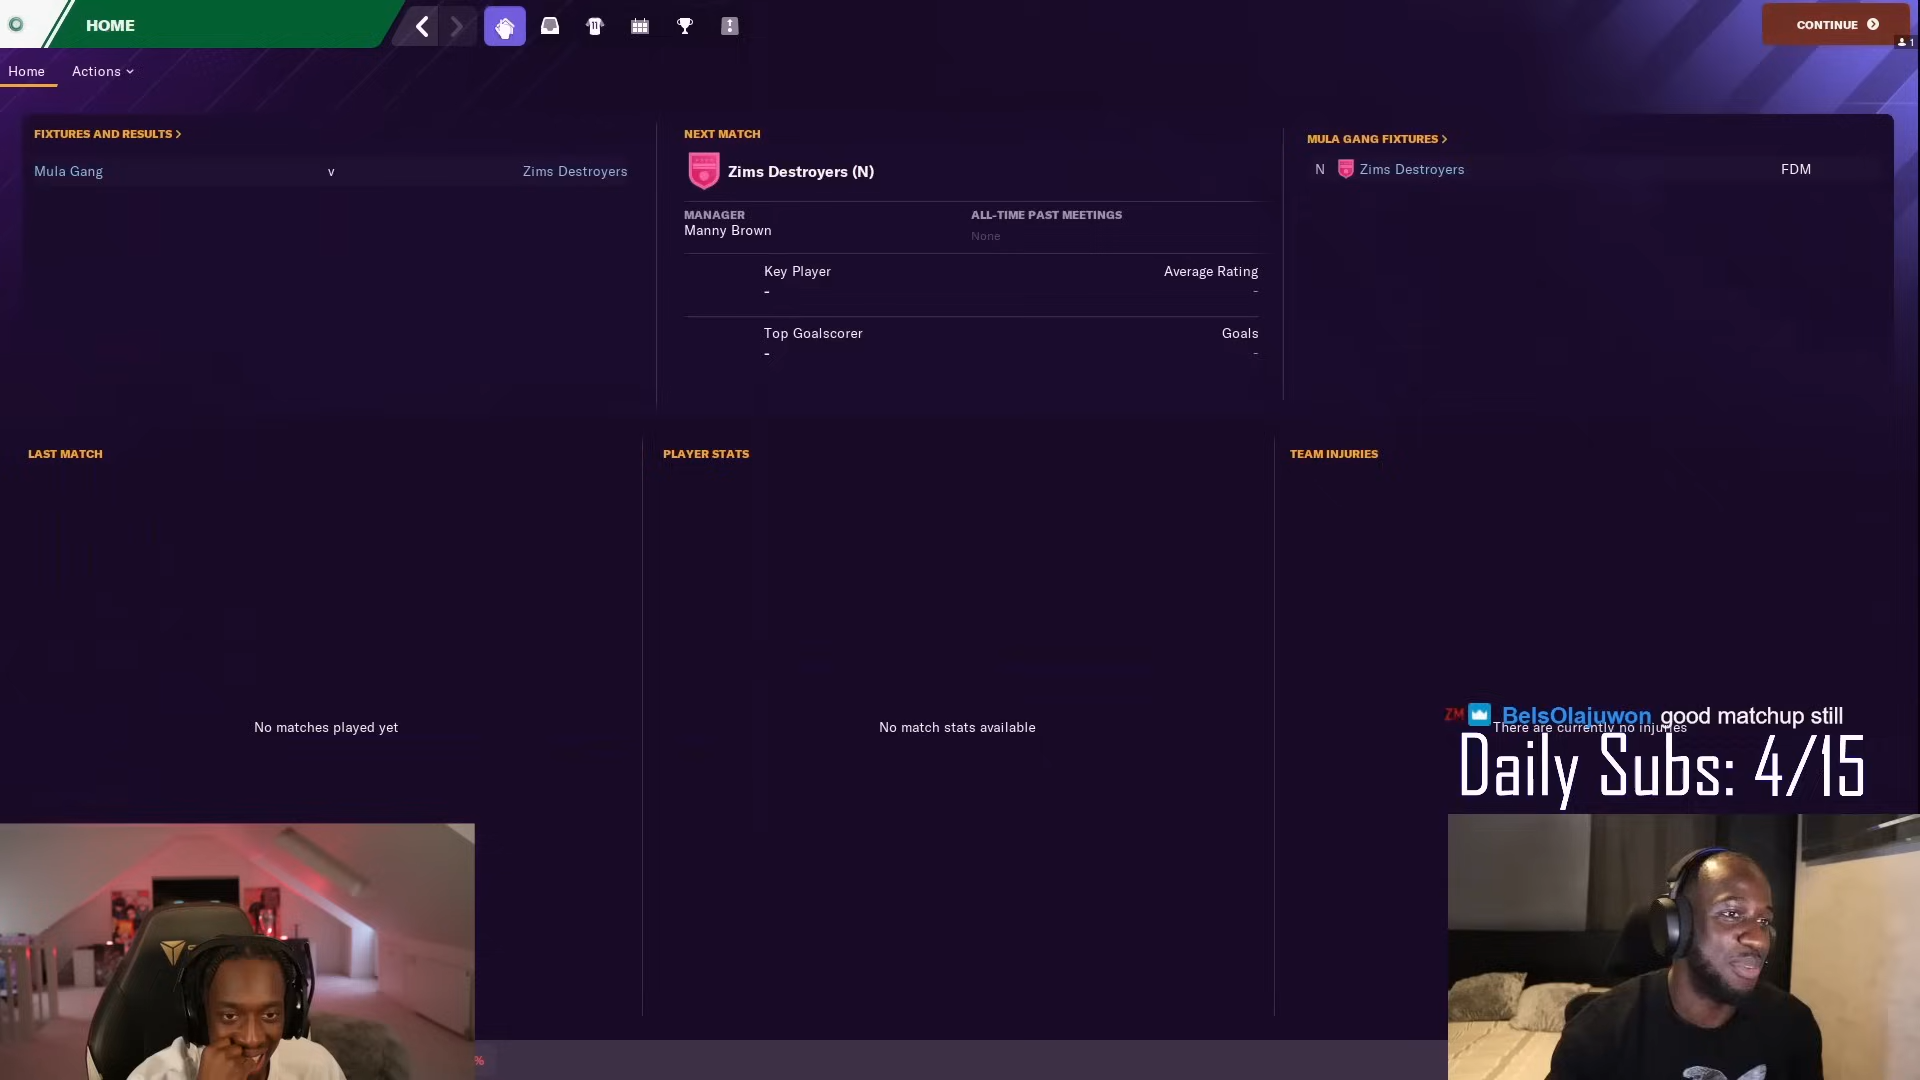 HOME
CONTINUE
1
Home Actions
FIXTURES AND RESULTS
Mula Gang v Zims Destroyers
NEXT MATCH
Zims Destroyers (N)
MANAGER
Manny Brown
ALL-TIME PAST MEETINGS
None
Key Player Average Rating
- -
Top Goalscorer Goals
- -
MULA GANG FIXTURES
N Zims Destroyers FDM
LAST MATCH
No matches played yet
PLAYER STATS
No match stats available
TEAM INJURIES
ZM BelsOlajuwon good matchup still
There are currently no injuries
Daily Subs: 4/15
%